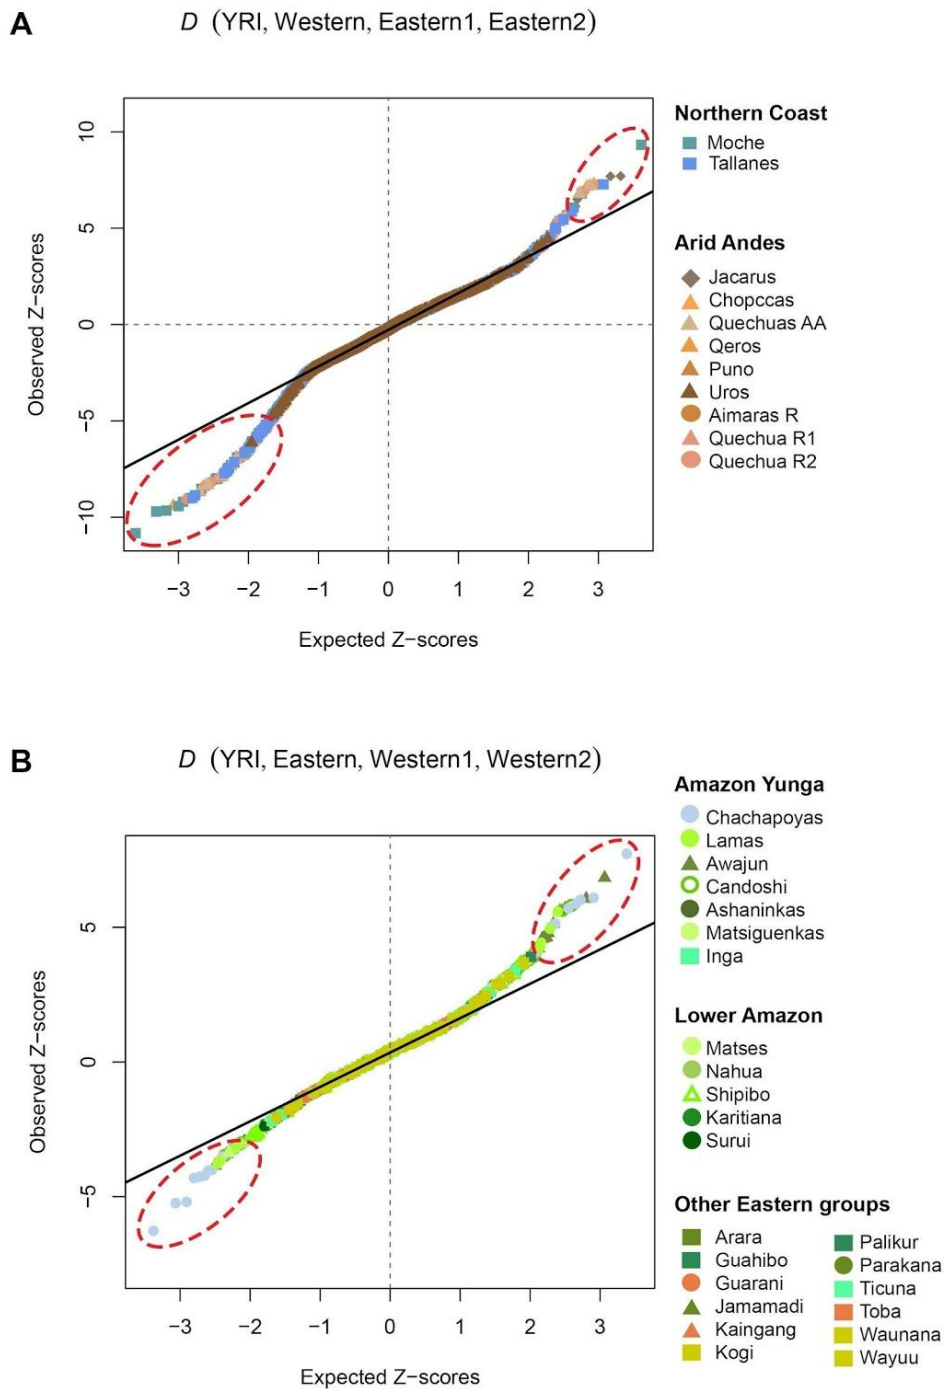 A
D (YRI, Western, Eastern1, Eastern2)
10
5
0
−5
−10
Observed Z−scores
−3 −2 −1 0 1 2 3
Expected Z−scores
Northern Coast
Moche
Tallanes
Arid Andes
Jacarus
Chopccas
Quechuas AA
Qeros
Puno
Uros
Aimaras R
Quechua R1
Quechua R2
B
D (YRI, Eastern, Western1, Western2)
5
0
−5
Observed Z−scores
−3 −2 −1 0 1 2 3
Expected Z−scores
Amazon Yunga
Chachapoyas
Lamas
Awajun
Candoshi
Ashaninkas
Matsiguenkas
Inga
Lower Amazon
Matses
Nahua
Shipibo
Karitiana
Surui
Other Eastern groups
Arara
Guahibo
Guarani
Jamamadi
Kaingang
Kogi
Palikur
Parakana
Ticuna
Toba
Waunana
Wayuu